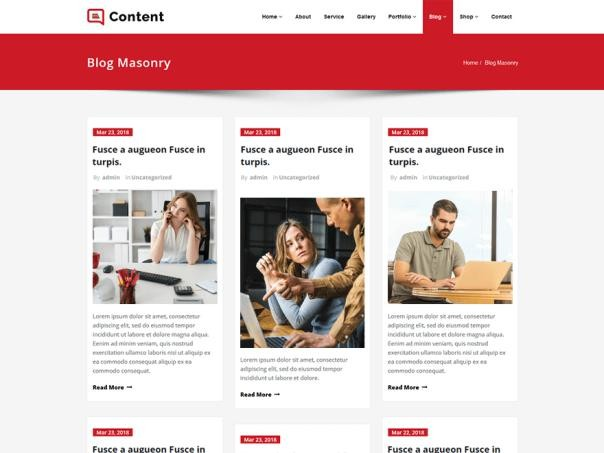 Content
Home About Service Gallery Portfolio Blog Shop Contact
Blog Masonry
Home / Blog Masonry
Mar 23, 2018
Fusce a augueon Fusce in
turpis.
By admin In Uncategorized
Lorem ipsum dolor sit amet, consectetur
adipiscing elit, sed do eiusmod tempor
incididunt ut labore et dolore magna aliqua.
Eenim ad minim veniam, quis nostrud
exercitation ullamco laboris nisi ut aliquip ex
ea commodo consequat aliquip ex ea
commodo consequat.
Read More
Mar 23, 2018
Fusce a augueon Fusce in
turpis.
By admin In Uncategorized
Lorem ipsum dolor sit amet, consectetur
adipiscing elit, sed do eiusmod tempor
incididunt ut labore et dolore.
Read More
Mar 23, 2018
Fusce a augueon Fusce in
turpis.
By admin In Uncategorized
Lorem ipsum dolor sit amet, consectetur
adipiscing elit, sed do eiusmod tempor
incididunt ut labore et dolore magna aliqua.
Eenim ad minim veniam, quis nostrud
exercitation ullamco laboris nisi ut aliquip ex
ea commodo consequat aliquip ex ea
commodo consequat.
Read More
Mar 23, 2018
Fusce a augueon Fusce in
Mar 23, 2018
Mar 22, 2018
Fusce a augueon Fusce in